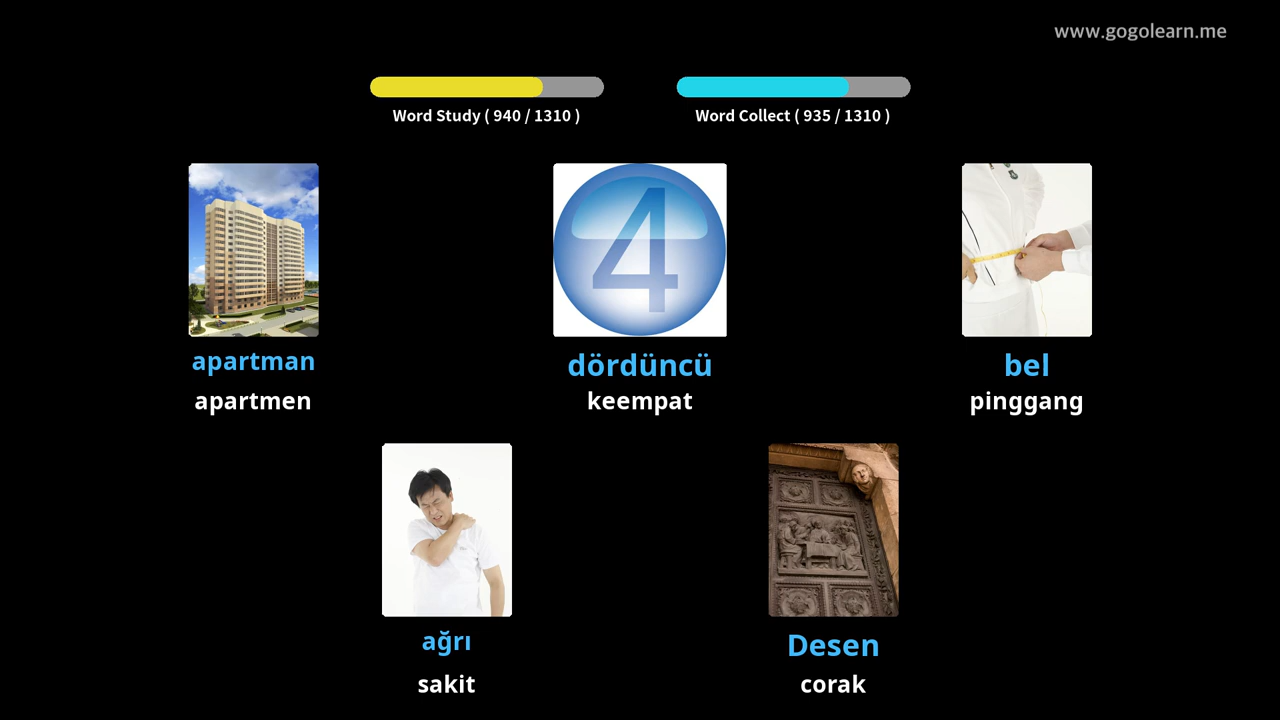 www.gogolearn.me
Word Study ( 940 / 1310 )
Word Collect ( 935 / 1310 )
4
apartman
apartmen
dördüncü
keempat
bel
pinggang
ağrı
sakit
Desen
corak